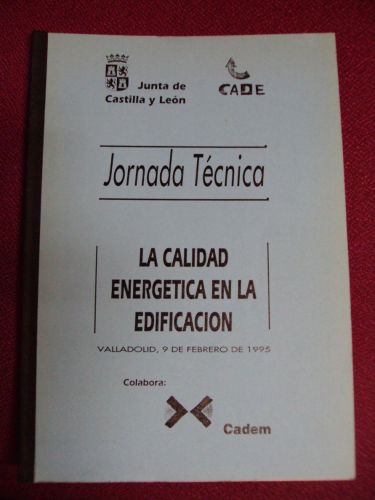 Junta de
Castilla y León
CADE
Jornada Técnica
LA CALIDAD
ENERGETICA EN LA
EDIFICACION
VALLADOLID, 9 DE FEBRERO DE 1995
Colabora:
Cadem